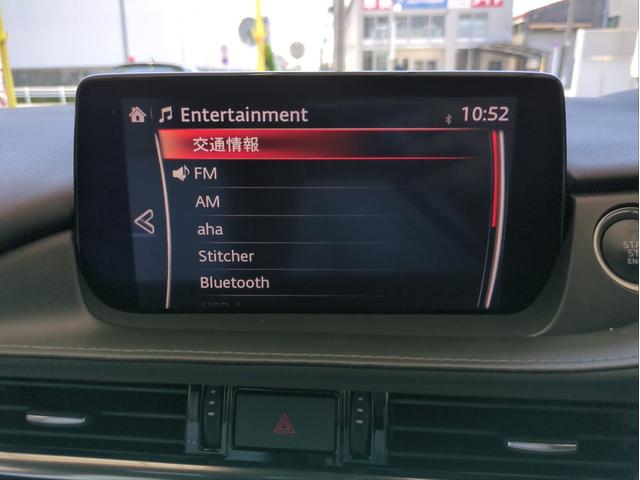 Entertainment
10:52
交通情報
FM
AM
aha
Stitcher
Bluetooth